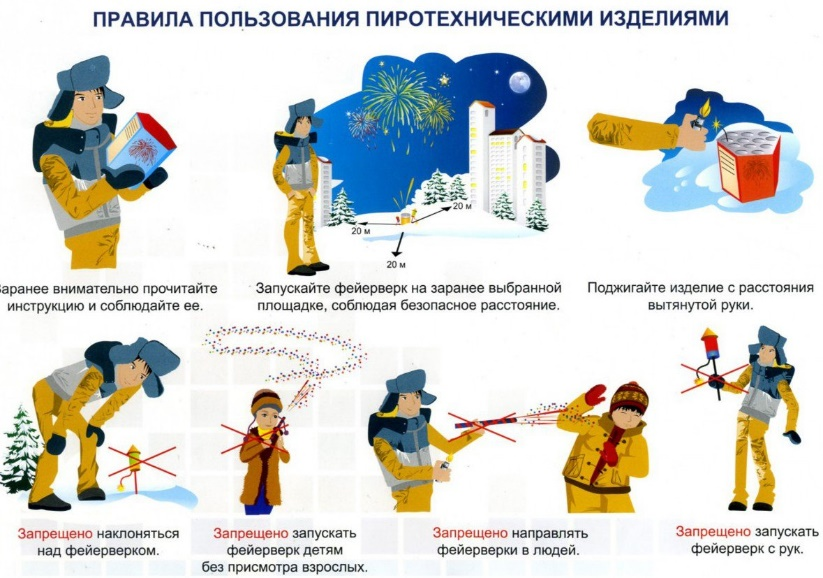 ПРАВИЛА ПОЛЬЗОВАНИЯ ПИРОТЕХНИЧЕСКИМИ ИЗДЕЛИЯМИ
20 м
20 м
20 м
Заранее внимательно прочитайте
инструкцию и соблюдайте ее.
Запускайте фейерверк на заранее выбранной
площадке, соблюдая безопасное расстояние.
Поджигайте изделие с расстояния
вытянутой руки.
Запрещено наклоняться
над фейерверком.
Запрещено запускать
фейерверк детям
без присмотра взрослых.
Запрещено направлять
фейерверки в людей.
Запрещено запускать
фейерверк с рук.